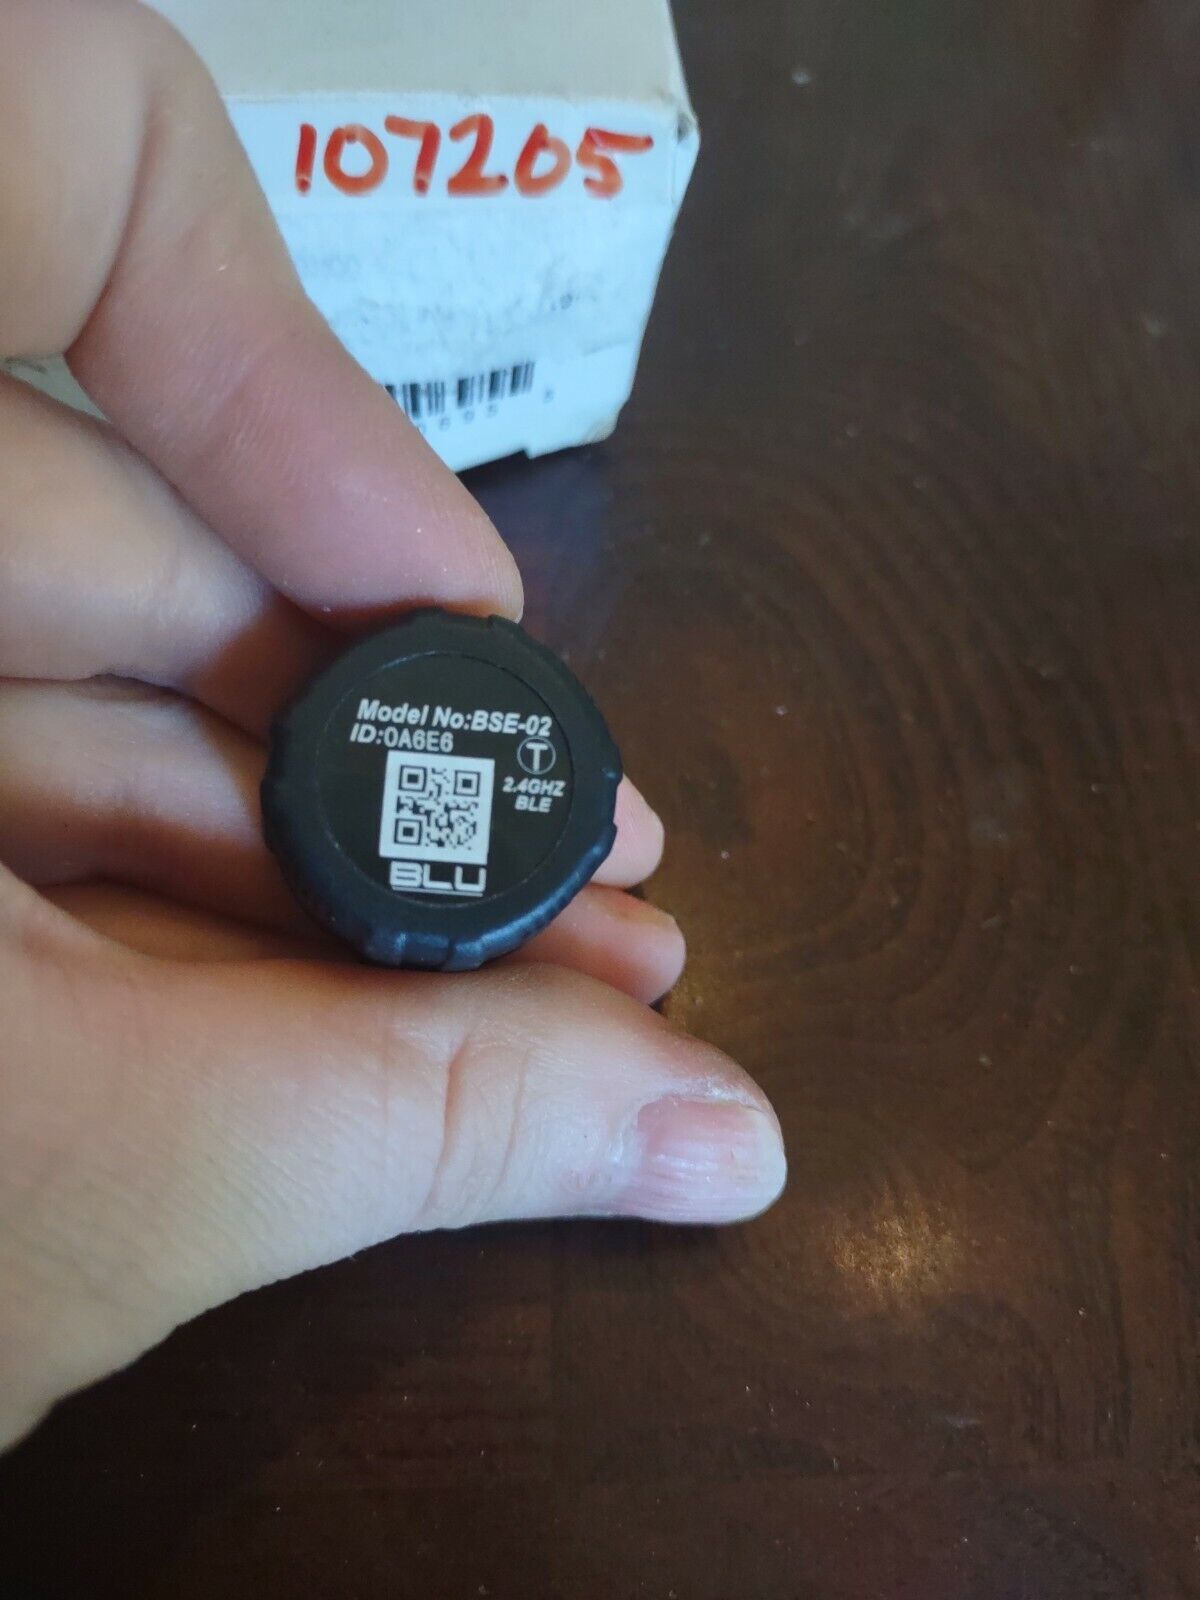 107205
Model No:BSE-02
ID:0A6E6
T
2.4GHZ
BLE
BLU